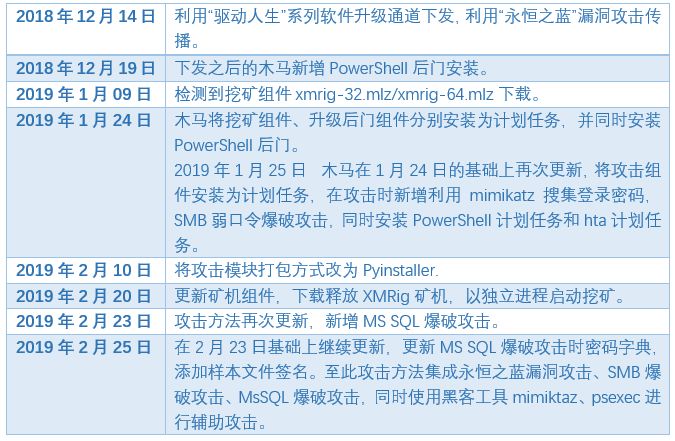 2018 年 12 月 14 日
利用“驱动人生”系列软件升级通道下发, 利用“永恒之蓝”漏洞攻击传
播。
2018 年 12 月 19 日
下发之后的木马新增 PowerShell 后门安装。
2019 年 1 月 09 日
检测到挖矿组件 xmrig-32.mlz/xmrig-64.mlz 下载。
2019 年 1 月 24 日
木马将挖矿组件、升级后门组件分别安装为计划任务，并同时安装
PowerShell 后门。
2019 年 1 月 25 日 木马在 1 月 24 日的基础上再次更新, 将攻击组
件安装为计划任务，在攻击时新增利用 mimikatz 搜集登录密码,
SMB 弱口令爆破攻击，同时安装 PowerShell 计划任务和 hta 计划任
务。
2019 年 2 月 10 日
将攻击模块打包方式改为 Pyinstaller.
2019 年 2 月 20 日
更新矿机组件，下载释放 XMRig 矿机，以独立进程启动挖矿。
2019 年 2 月 23 日
攻击方法再次更新，新增 MS SQL 爆破攻击。
2019 年 2 月 25 日
在 2 月 23 日基础上继续更新，更新 MS SQL 爆破攻击时密码字典,
添加样本文件签名。至此攻击方法集成永恒之蓝漏洞攻击、SMB 爆
破攻击、MsSQL 爆破攻击，同时使用黑客工具 mimiktaz、psexec 进
行辅助攻击。